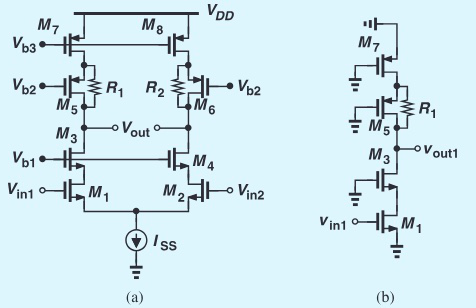 V_DD
M_7 M_8
V_b3
V_b2 R_1 R_2 V_b2
M_5 M_6
M_3 V_out
V_b1 M_4
V_in1 M_1 M_2 V_in2
I_SS
(a)
M_7
R_1
M_5
M_3 v_out1
v_in1 M_1
(b)